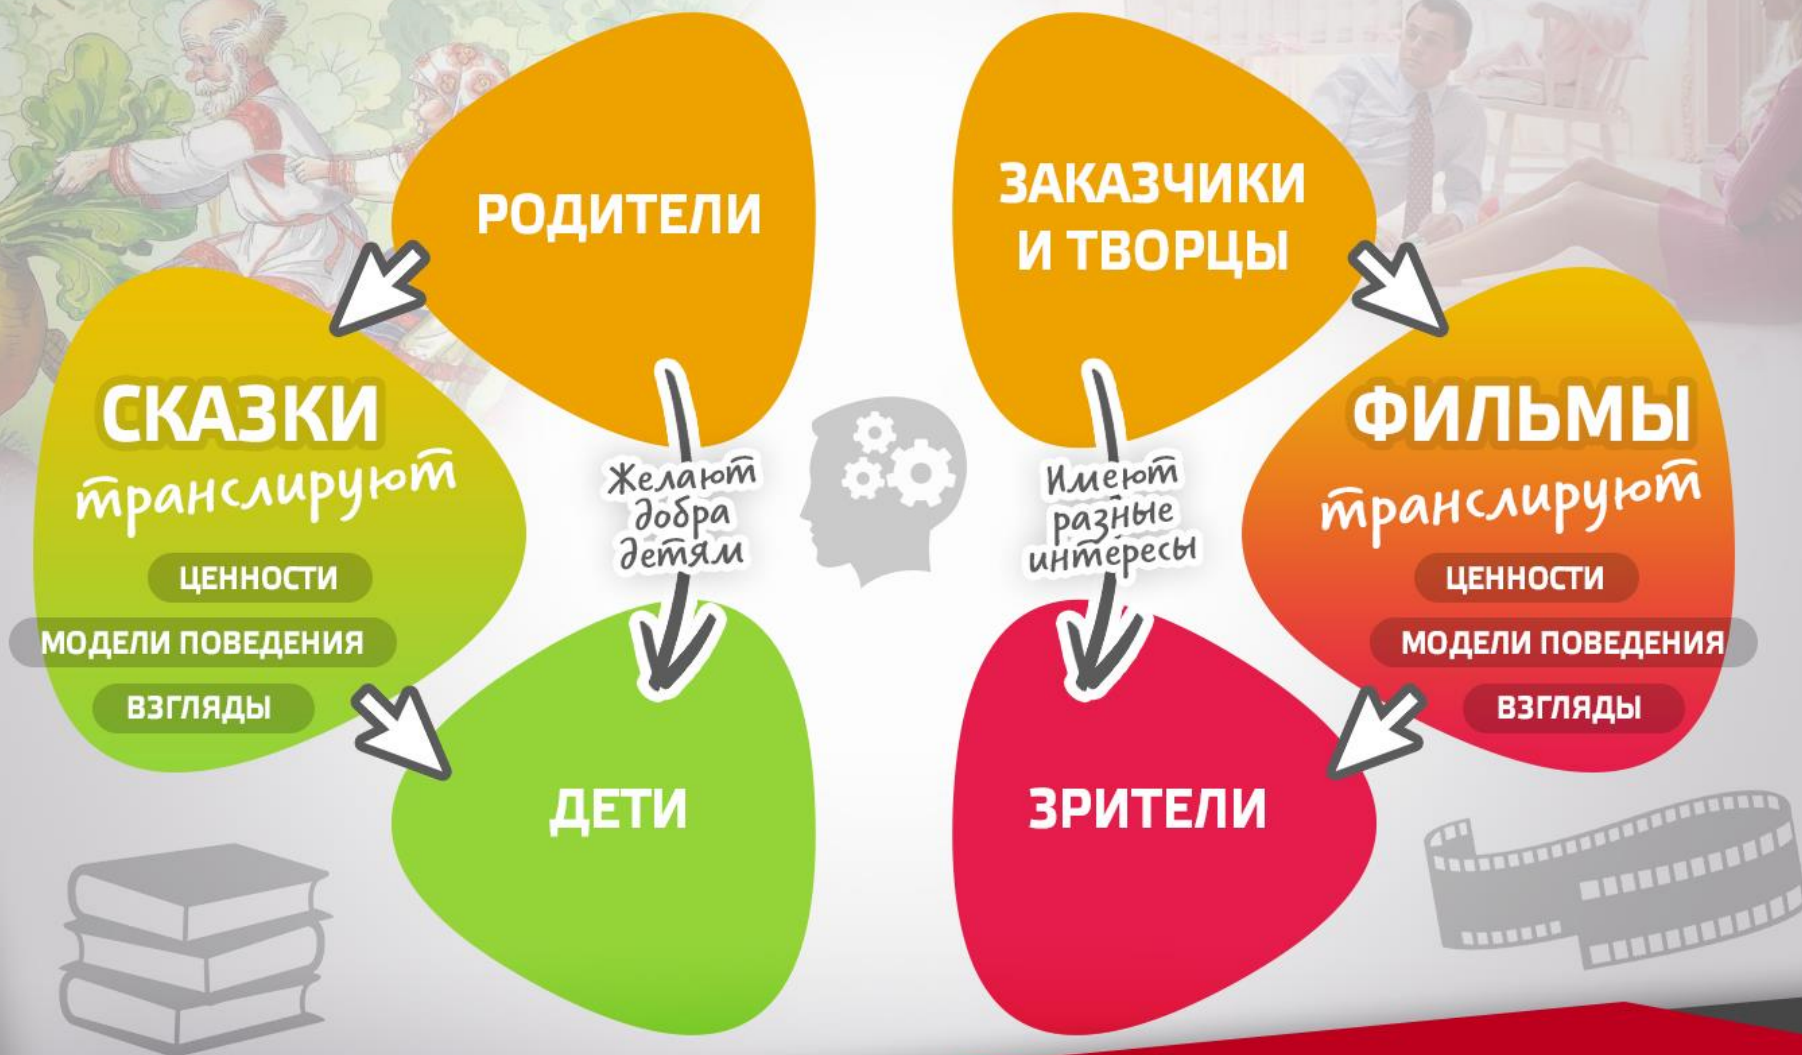 РОДИТЕЛИ
СКАЗКИ
транслируют
ЦЕННОСТИ
МОДЕЛИ ПОВЕДЕНИЯ
ВЗГЛЯДЫ
Желают
добра
детям
ДЕТИ
ЗАКАЗЧИКИ
И ТВОРЦЫ
ФИЛЬМЫ
транслируют
ЦЕННОСТИ
МОДЕЛИ ПОВЕДЕНИЯ
ВЗГЛЯДЫ
Имеют
разные
интересы
ЗРИТЕЛИ